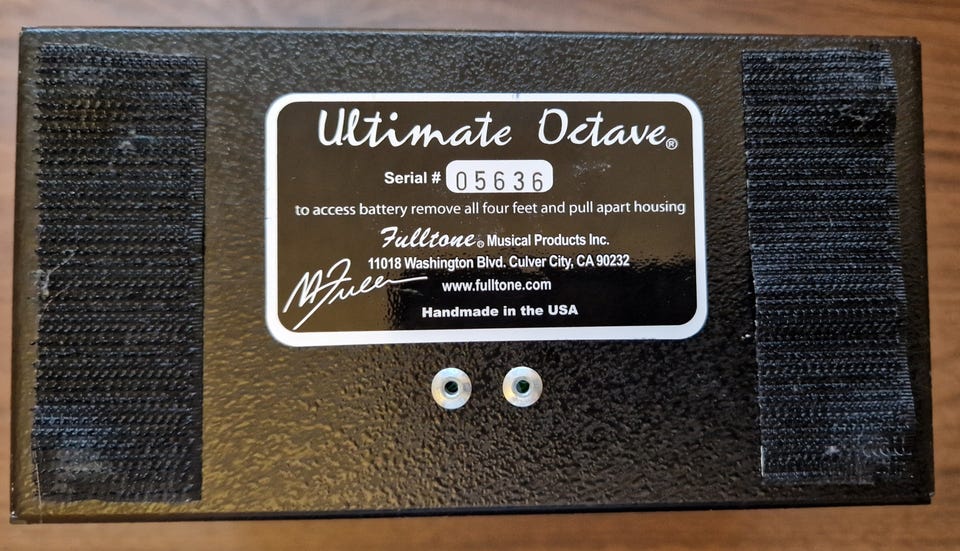 Ultimate Octave®
Serial # 05636
to access battery remove all four feet and pull apart housing
Fulltone® Musical Products Inc.
11018 Washington Blvd. Culver City, CA 90232
www.fulltone.com
M Fuller
Handmade in the USA